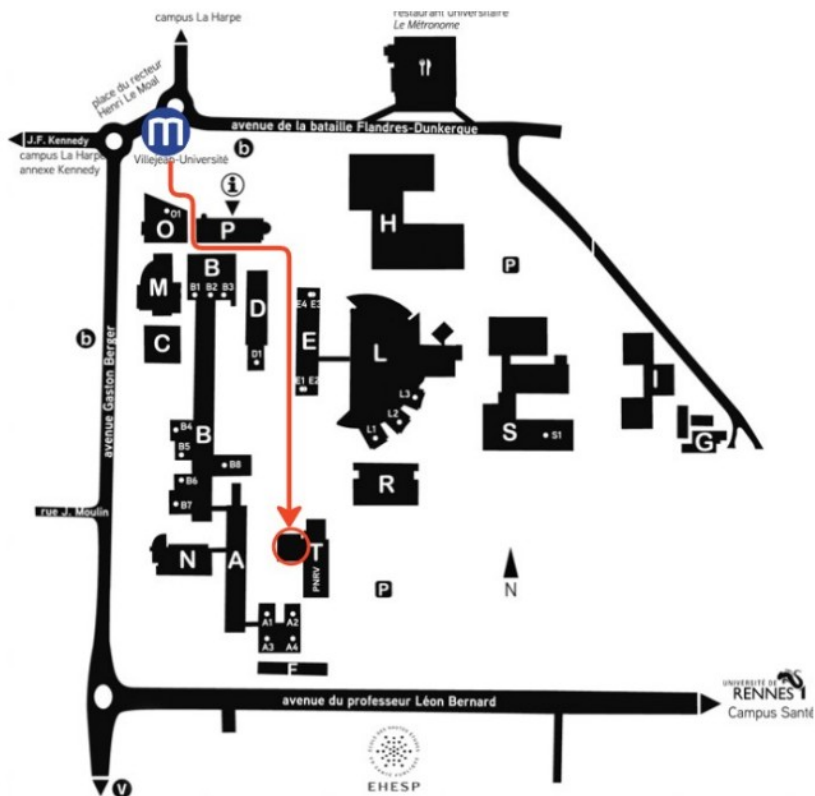 restaurant universitaire
Le Métronome
campus La Harpe
place du recteur
Henri Le Moal
m
avenue de la bataille Flandres-Dunkerque
J.F. Kennedy
campus La Harpe
annexe Kennedy
Villejean-Université
b
i
O1
O
P
H
P
B
B1 B2 B3
M
D
D1
E4 E3
E
E1 E2
C
b
avenue Gaston Berger
L
L3
L2
L1
S
S1
I
G
B4
B
B5
B8
B6
B7
R
rue J. Moulin
N
A
T
PNRV
P
N
A1 A2
A3 A4
F
avenue du professeur Léon Bernard
UNIVERSITÉ DE
RENNES 1
Campus Santé
V
EHESP